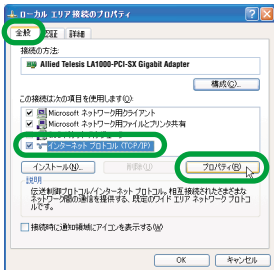 ローカル エリア接続のプロパティ
全般 認証 詳細
接続の方法:
Allied Telesis LA1000-PCI-SX Gigabit Adapter
構成(C)...
この接続は次の項目を使用します(O):
Microsoft ネットワーク用クライアント
Microsoft ネットワーク用ファイルとプリンタ共有
インターネット プロトコル (TCP/IP)
インストール(N)... 削除(U) プロパティ(R)
説明
伝送制御プロトコル/インターネット プロトコル。相互接続されたさまざまな
ネットワーク間の通信を提供する、既定のワイド エリア ネットワーク プロトコ
ルです。
接続時に通知領域にアイコンを表示する(W)
OK キャンセル